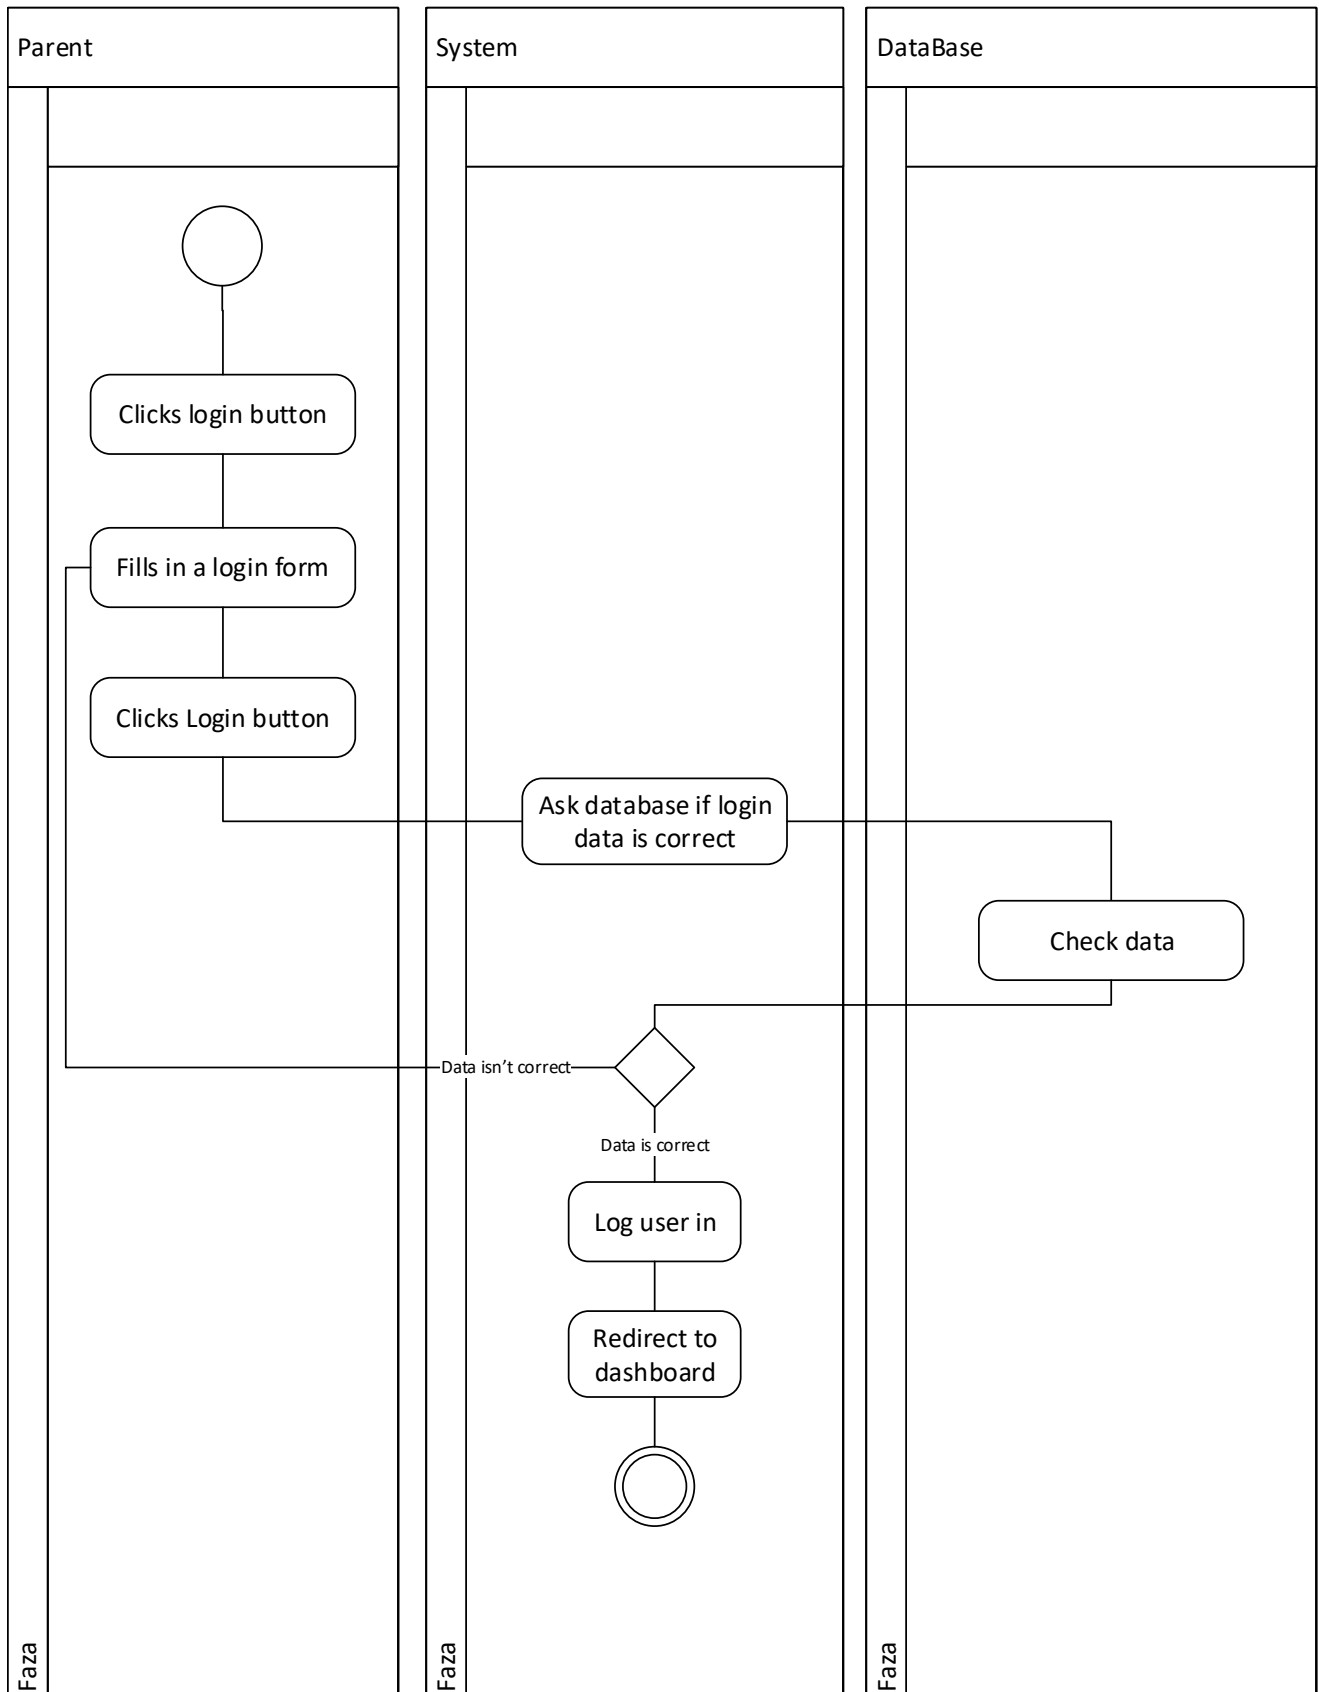 Parent
System
DataBase
Clicks login button
Fills in a login form
Clicks Login button
Ask database if login
data is correct
Check data
Data isn’t correct
Data is correct
Log user in
Redirect to
dashboard
Faza
Faza
Faza